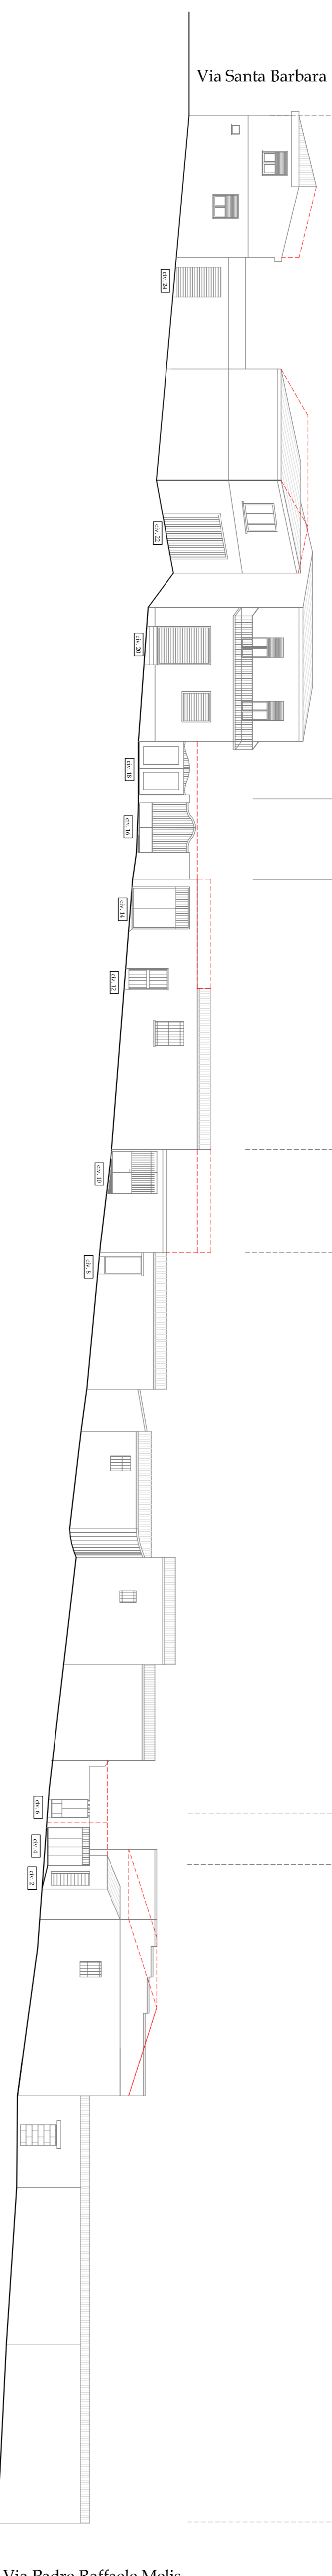 Via Santa Barbara
civ. 24
civ. 22
civ. 20
civ. 18
civ. 16
civ. 14
civ. 12
civ. 10
civ. 8
civ. 6
civ. 4
civ. 2
Via Padre Raffaele Melis